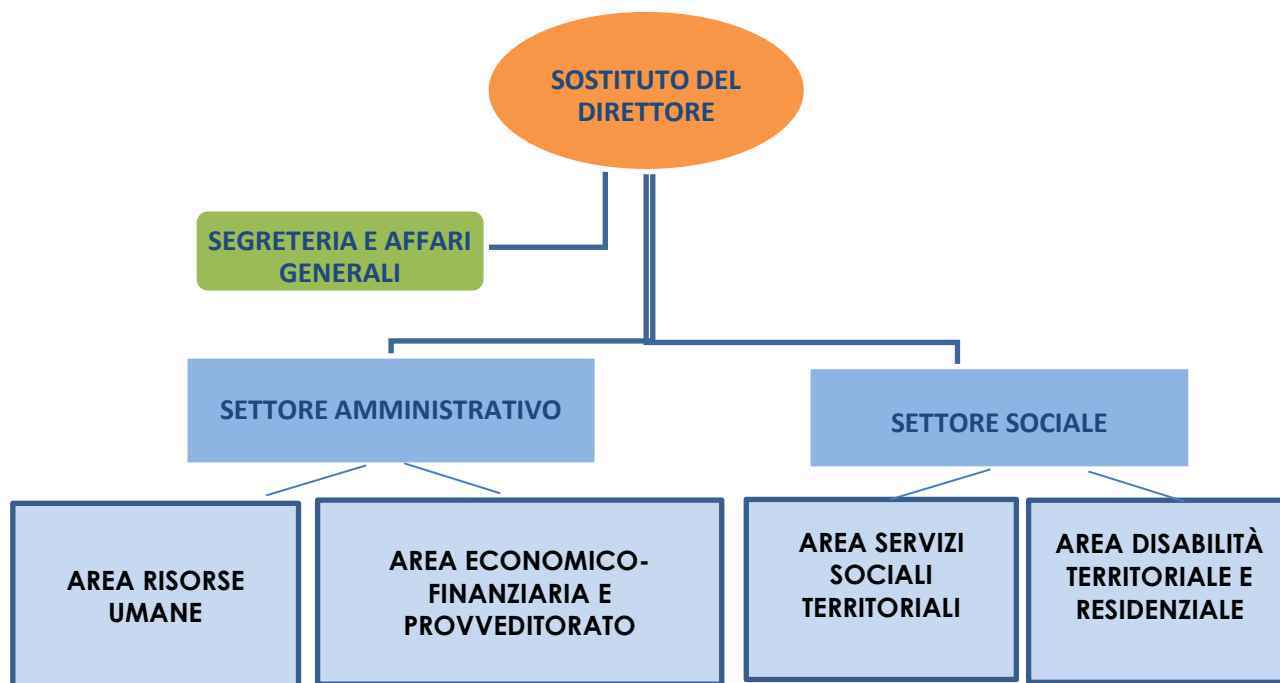 SOSTITUTO DEL
DIRETTORE
SEGRETERIA E AFFARI
GENERALI
SETTORE AMMINISTRATIVO
SETTORE SOCIALE
AREA RISORSE
UMANE
AREA ECONOMICO-
FINANZIARIA E
PROVVEDITORATO
AREA SERVIZI
SOCIALI
TERRITORIALI
AREA DISABILITÀ
TERRITORIALE E
RESIDENZIALE